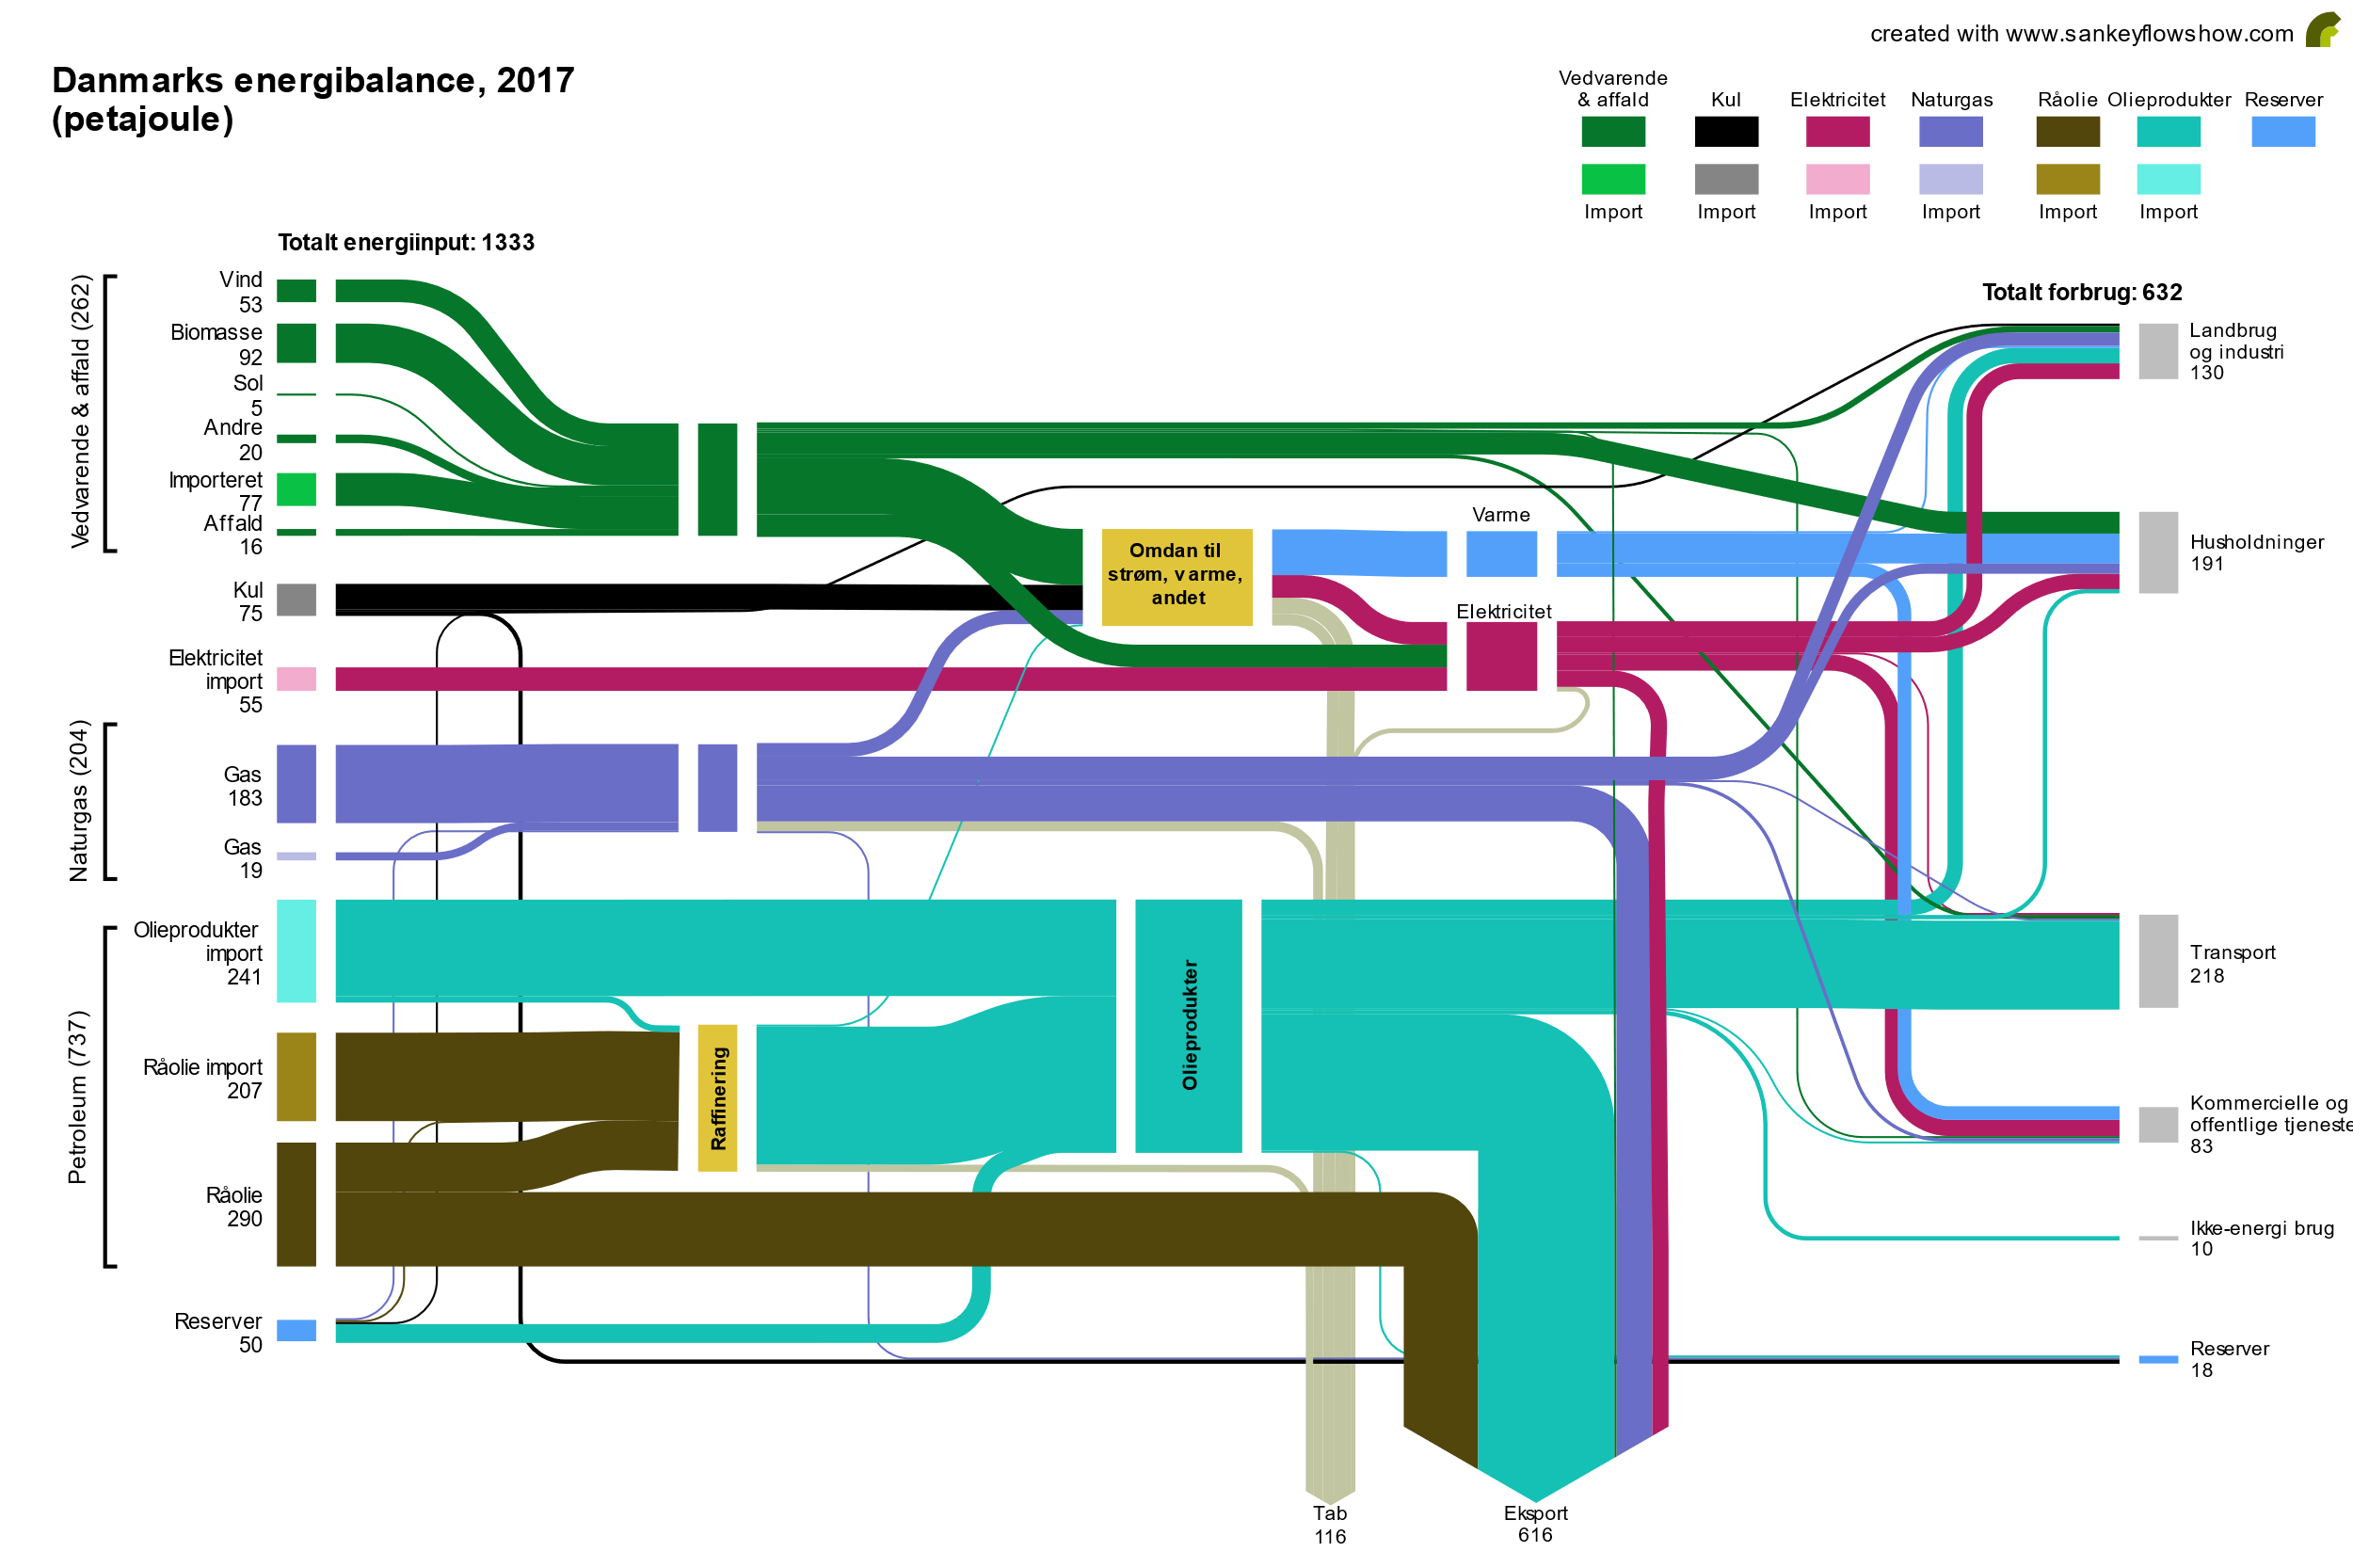 created with www.sankeyflowshow.com
Danmarks energibalance, 2017
(petajoule)
Vedvarende
& affald
Kul
Elektricitet
Naturgas
Råolie
Olieprodukter
Reserver
Import
Import
Import
Import
Import
Import
Totalt energiinput: 1333
Totalt forbrug: 632
Vedvarende & affald (262)
Vind
53
Biomasse
92
Sol
5
Andre
20
Importeret
77
Affald
16
Kul
75
Elektricitet
import
55
Naturgas (204)
Gas
183
Gas
19
Petroleum (737)
Olieprodukter
import
241
Råolie import
207
Råolie
290
Reserver
50
Raffinering
Omdan til
strøm, varme,
andet
Varme
Elektricitet
Olieprodukter
Landbrug
og industri
130
Husholdninger
191
Transport
218
Kommercielle og
offentlige tjeneste
83
Ikke-energi brug
10
Reserver
18
Tab
116
Eksport
616